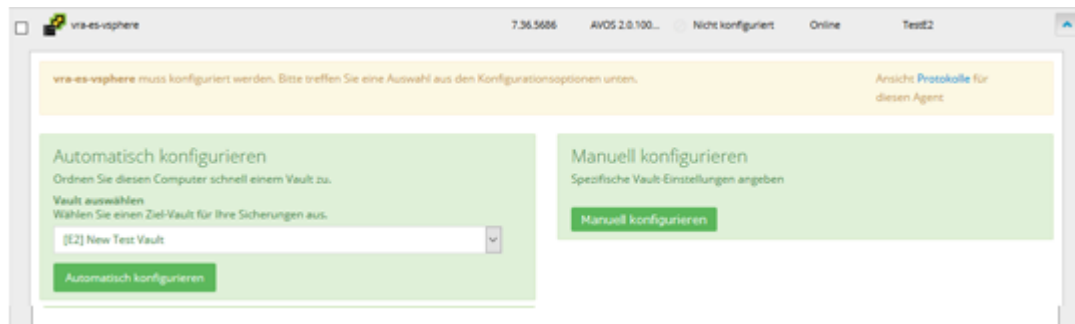 vra-es-vsphere 7.36.5686 AVOS 2.0.100... Nicht konfiguriert Online TestE2
vra-es-vsphere muss konfiguriert werden. Bitte treffen Sie eine Auswahl aus den Konfigurationsoptionen unten.
Ansicht Protokolle für
diesen Agent
Automatisch konfigurieren
Ordnen Sie diesen Computer schnell einem Vault zu.
Vault auswählen
Wählen Sie einen Ziel-Vault für Ihre Sicherungen aus.
[E2] New Test Vault
Automatisch konfigurieren
Manuell konfigurieren
Spezifische Vault-Einstellungen angeben
Manuell konfigurieren